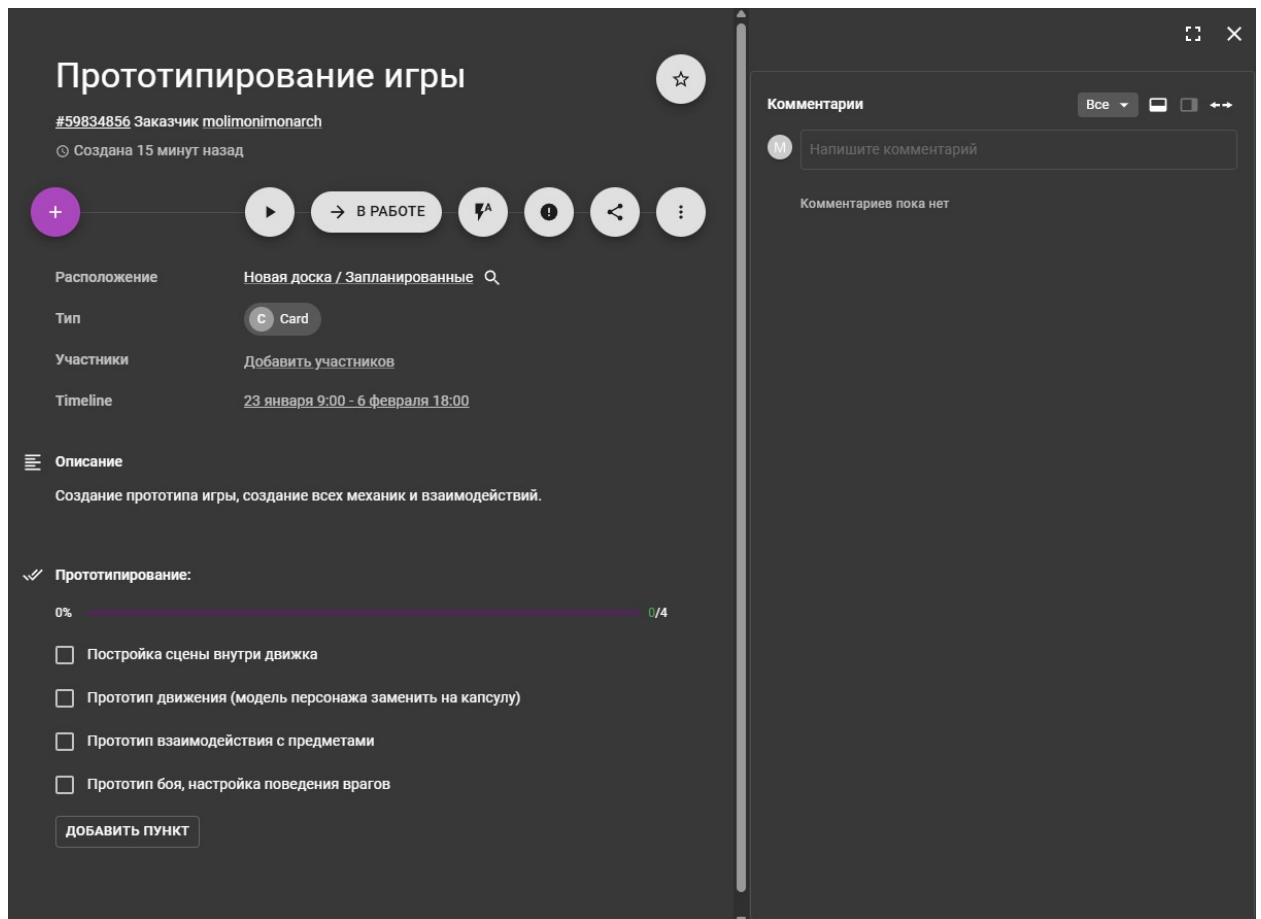 Прототипирование игры
#59834856 Заказчик molimonimonarch
Создана 15 минут назад
В РАБОТЕ
A
Расположение Новая доска / Запланированные
Тип C Card
Участники Добавить участников
Timeline 23 января 9:00 - 6 февраля 18:00
Описание
Создание прототипа игры, создание всех механик и взаимодействий.
Прототипирование:
0% 0/4
Постройка сцены внутри движка
Прототип движения (модель персонажа заменить на капсулу)
Прототип взаимодействия с предметами
Прототип боя, настройка поведения врагов
ДОБАВИТЬ ПУНКТ
Комментарии Все
M Напишите комментарий
Комментариев пока нет